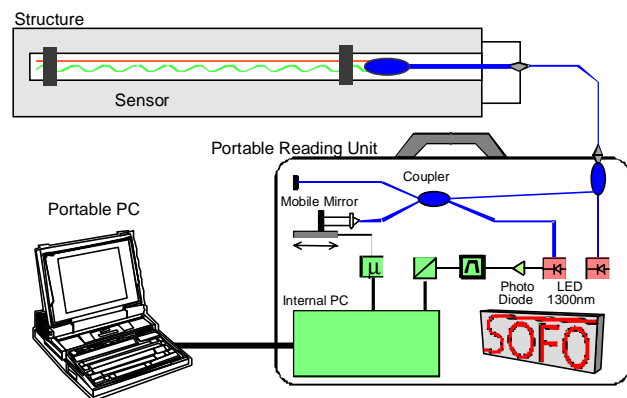 Structure
Sensor
Portable Reading Unit
Coupler
Portable PC
Mobile Mirror
µ
Internal PC
Photo
Diode
LED
1300nm
SOFO